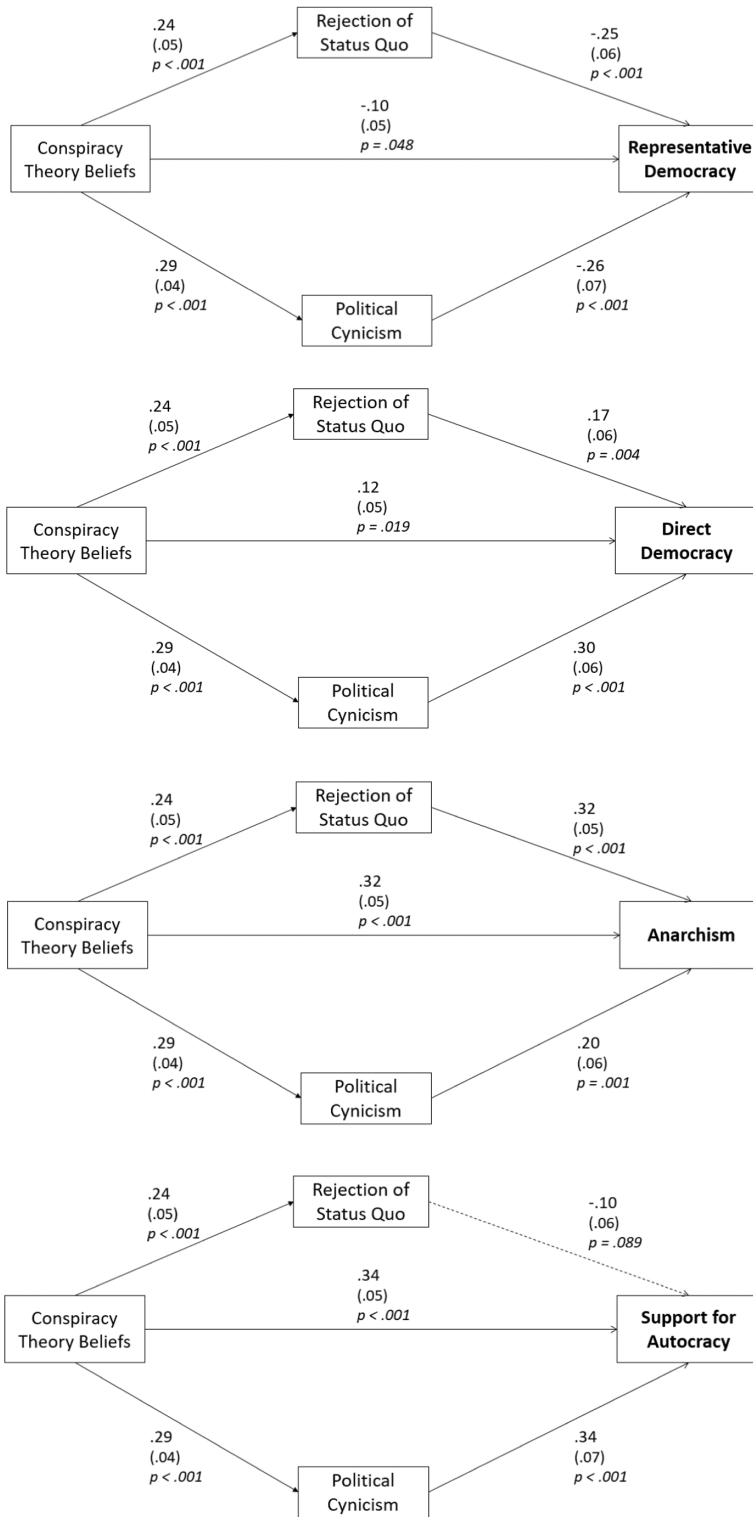 .24
(.05)
p < .001
Rejection of
Status Quo
-.25
(.06)
p < .001
Conspiracy
Theory Beliefs
-.10
(.05)
p = .048
Representative
Democracy
.29
(.04)
p < .001
Political
Cynicism
-.26
(.07)
p < .001
.24
(.05)
p < .001
Rejection of
Status Quo
.17
(.06)
p = .004
Conspiracy
Theory Beliefs
.12
(.05)
p = .019
Direct
Democracy
.29
(.04)
p < .001
Political
Cynicism
.30
(.06)
p < .001
.24
(.05)
p < .001
Rejection of
Status Quo
.32
(.05)
p < .001
Conspiracy
Theory Beliefs
.32
(.05)
p < .001
Anarchism
.29
(.04)
p < .001
Political
Cynicism
.20
(.06)
p = .001
.24
(.05)
p < .001
Rejection of
Status Quo
-.10
(.06)
p = .089
Conspiracy
Theory Beliefs
.34
(.05)
p < .001
Support for
Autocracy
.29
(.04)
p < .001
Political
Cynicism
.34
(.07)
p < .001